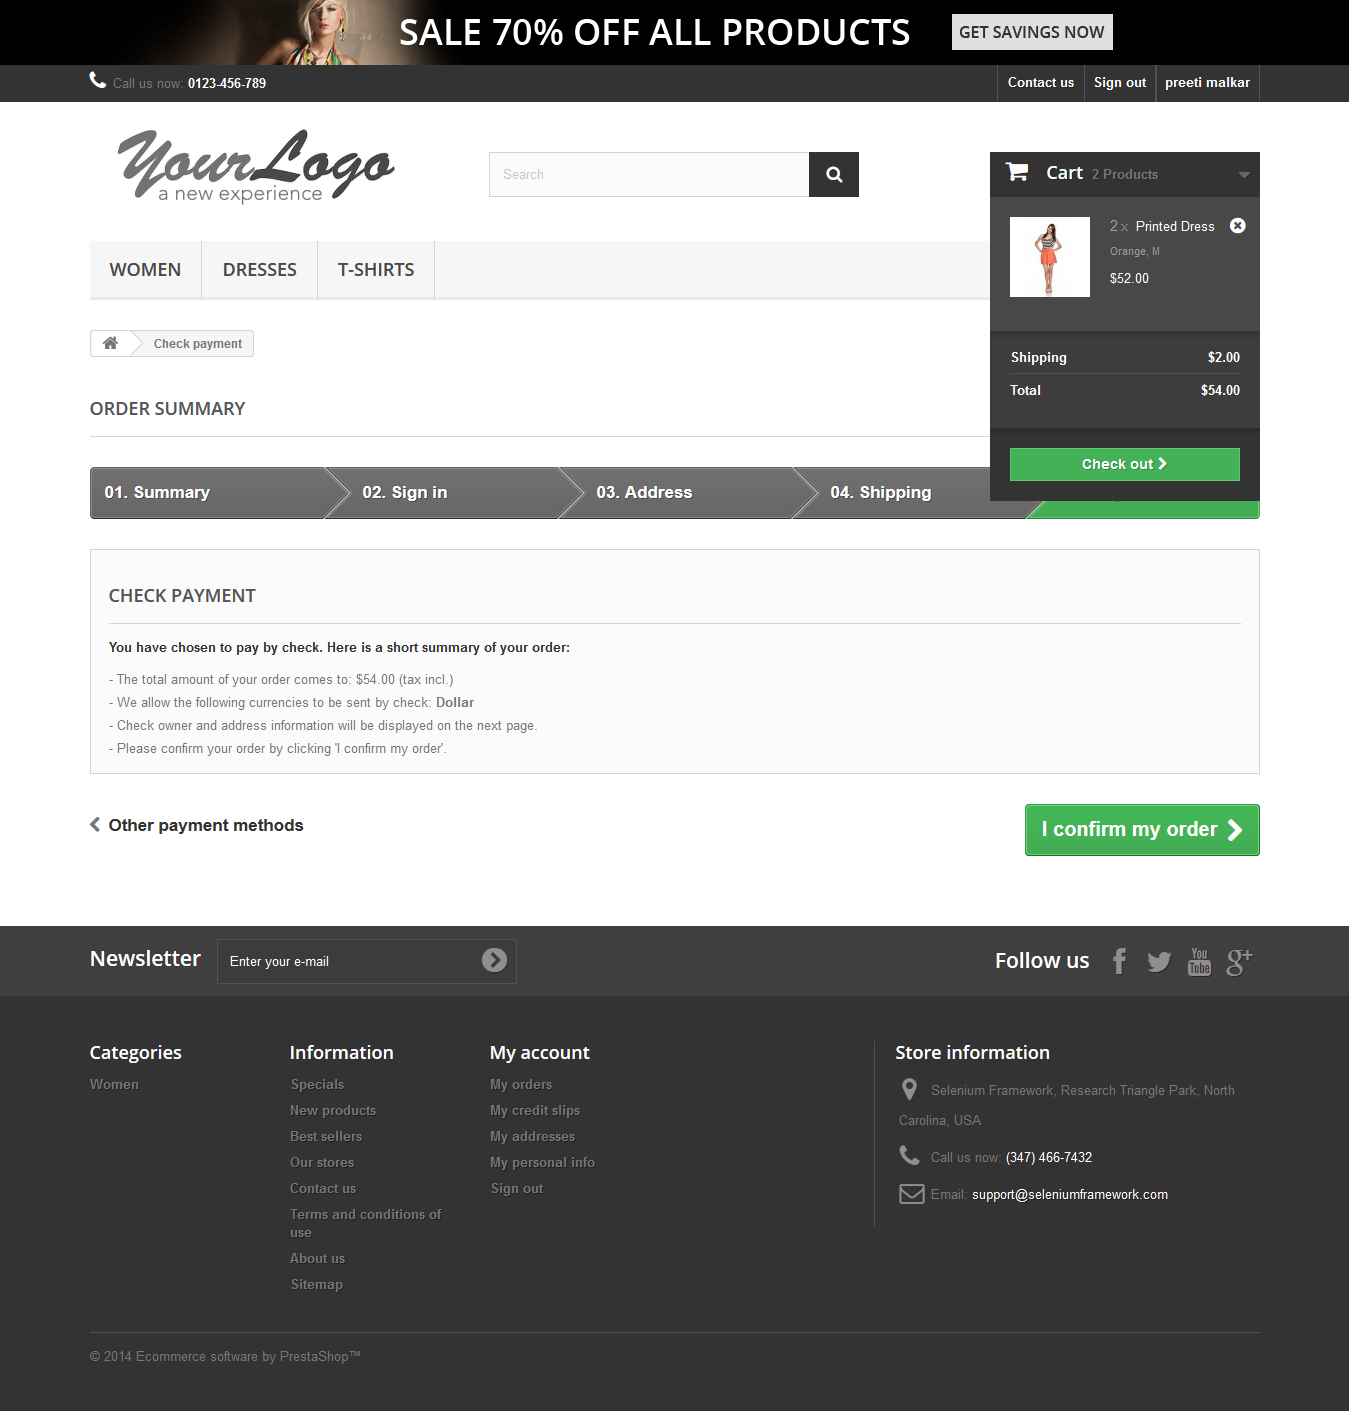 SALE 70% OFF ALL PRODUCTS GET SAVINGS NOW
Call us now: 0123-456-789
Contact us Sign out preeti malkar
YourLogo
a new experience
Search
Cart 2 Products
2 x Printed Dress
Orange, M
$52.00
Shipping $2.00
Total $54.00
Check out
WOMEN DRESSES T-SHIRTS
Check payment
ORDER SUMMARY
01. Summary 02. Sign in 03. Address 04. Shipping
CHECK PAYMENT
You have chosen to pay by check. Here is a short summary of your order:
- The total amount of your order comes to: $54.00 (tax incl.)
- We allow the following currencies to be sent by check: Dollar
- Check owner and address information will be displayed on the next page.
- Please confirm your order by clicking 'I confirm my order'.
Other payment methods
I confirm my order
Newsletter Enter your e-mail
Follow us
Categories
Women
Information
Specials
New products
Best sellers
Our stores
Contact us
Terms and conditions of
use
About us
Sitemap
My account
My orders
My credit slips
My addresses
My personal info
Sign out
Store information
Selenium Framework, Research Triangle Park, North
Carolina, USA
Call us now: (347) 466-7432
Email: support@seleniumframework.com
© 2014 Ecommerce software by PrestaShop™